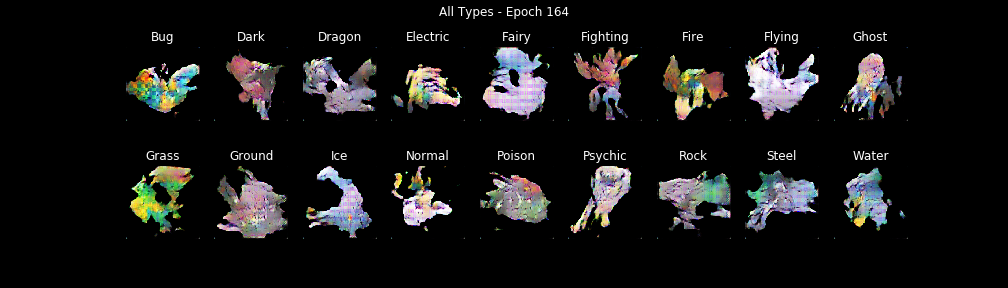 All Types - Epoch 164
Bug Dark Dragon Electric Fairy Fighting Fire Flying Ghost
Grass Ground Ice Normal Poison Psychic Rock Steel Water